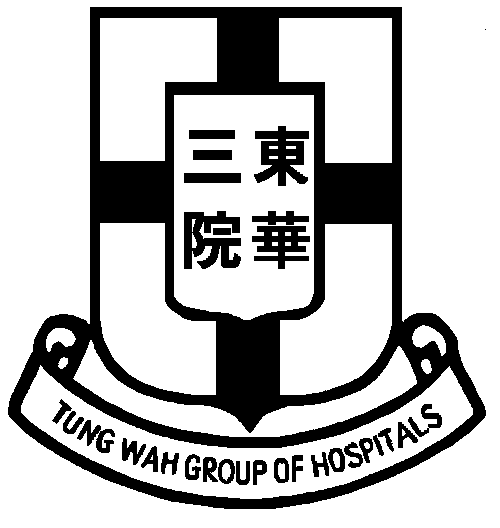 東華
三院
TUNG WAH GROUP OF HOSPITALS